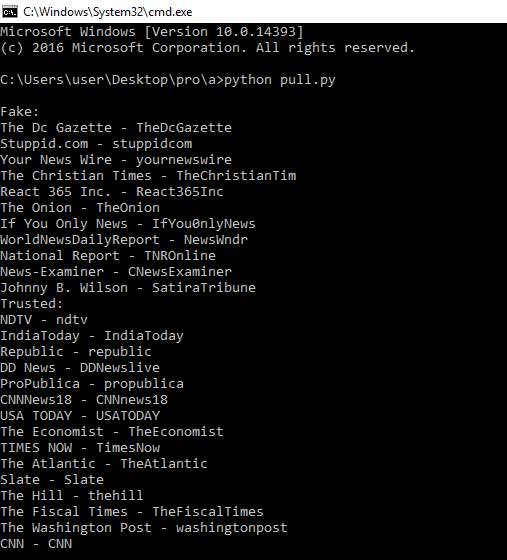 C:\Windows\System32\cmd.exe
Microsoft Windows [Version 10.0.14393]
(c) 2016 Microsoft Corporation. All rights reserved.
C:\Users\user\Desktop\pro\a>python pull.py
Fake:
The Dc Gazette - TheDcGazette
Stuppid.com - stuppidcom
Your News Wire - yournewswire
The Christian Times - TheChristianTim
React 365 Inc. - React365Inc
The Onion - TheOnion
If You Only News - IfYou0nlyNews
WorldNewsDailyReport - NewsWndr
National Report - TNROnline
News-Examiner - CNewsExaminer
Johnny B. Wilson - SatiraTribune
Trusted:
NDTV - ndtv
IndiaToday - IndiaToday
Republic - republic
DD News - DDNewslive
ProPublica - propublica
CNNNews18 - CNNnews18
USA TODAY - USATODAY
The Economist - TheEconomist
TIMES NOW - TimesNow
The Atlantic - TheAtlantic
Slate - Slate
The Hill - thehill
The Fiscal Times - TheFiscalTimes
The Washington Post - washingtonpost
CNN - CNN